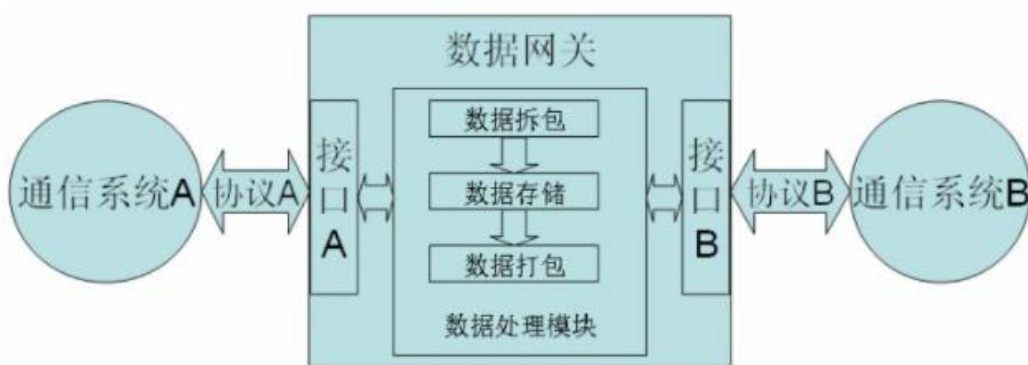 数据网关
数据拆包
数据存储
数据打包
数据处理模块
通信系统A
协议A
接口A
接口B
协议B
通信系统B